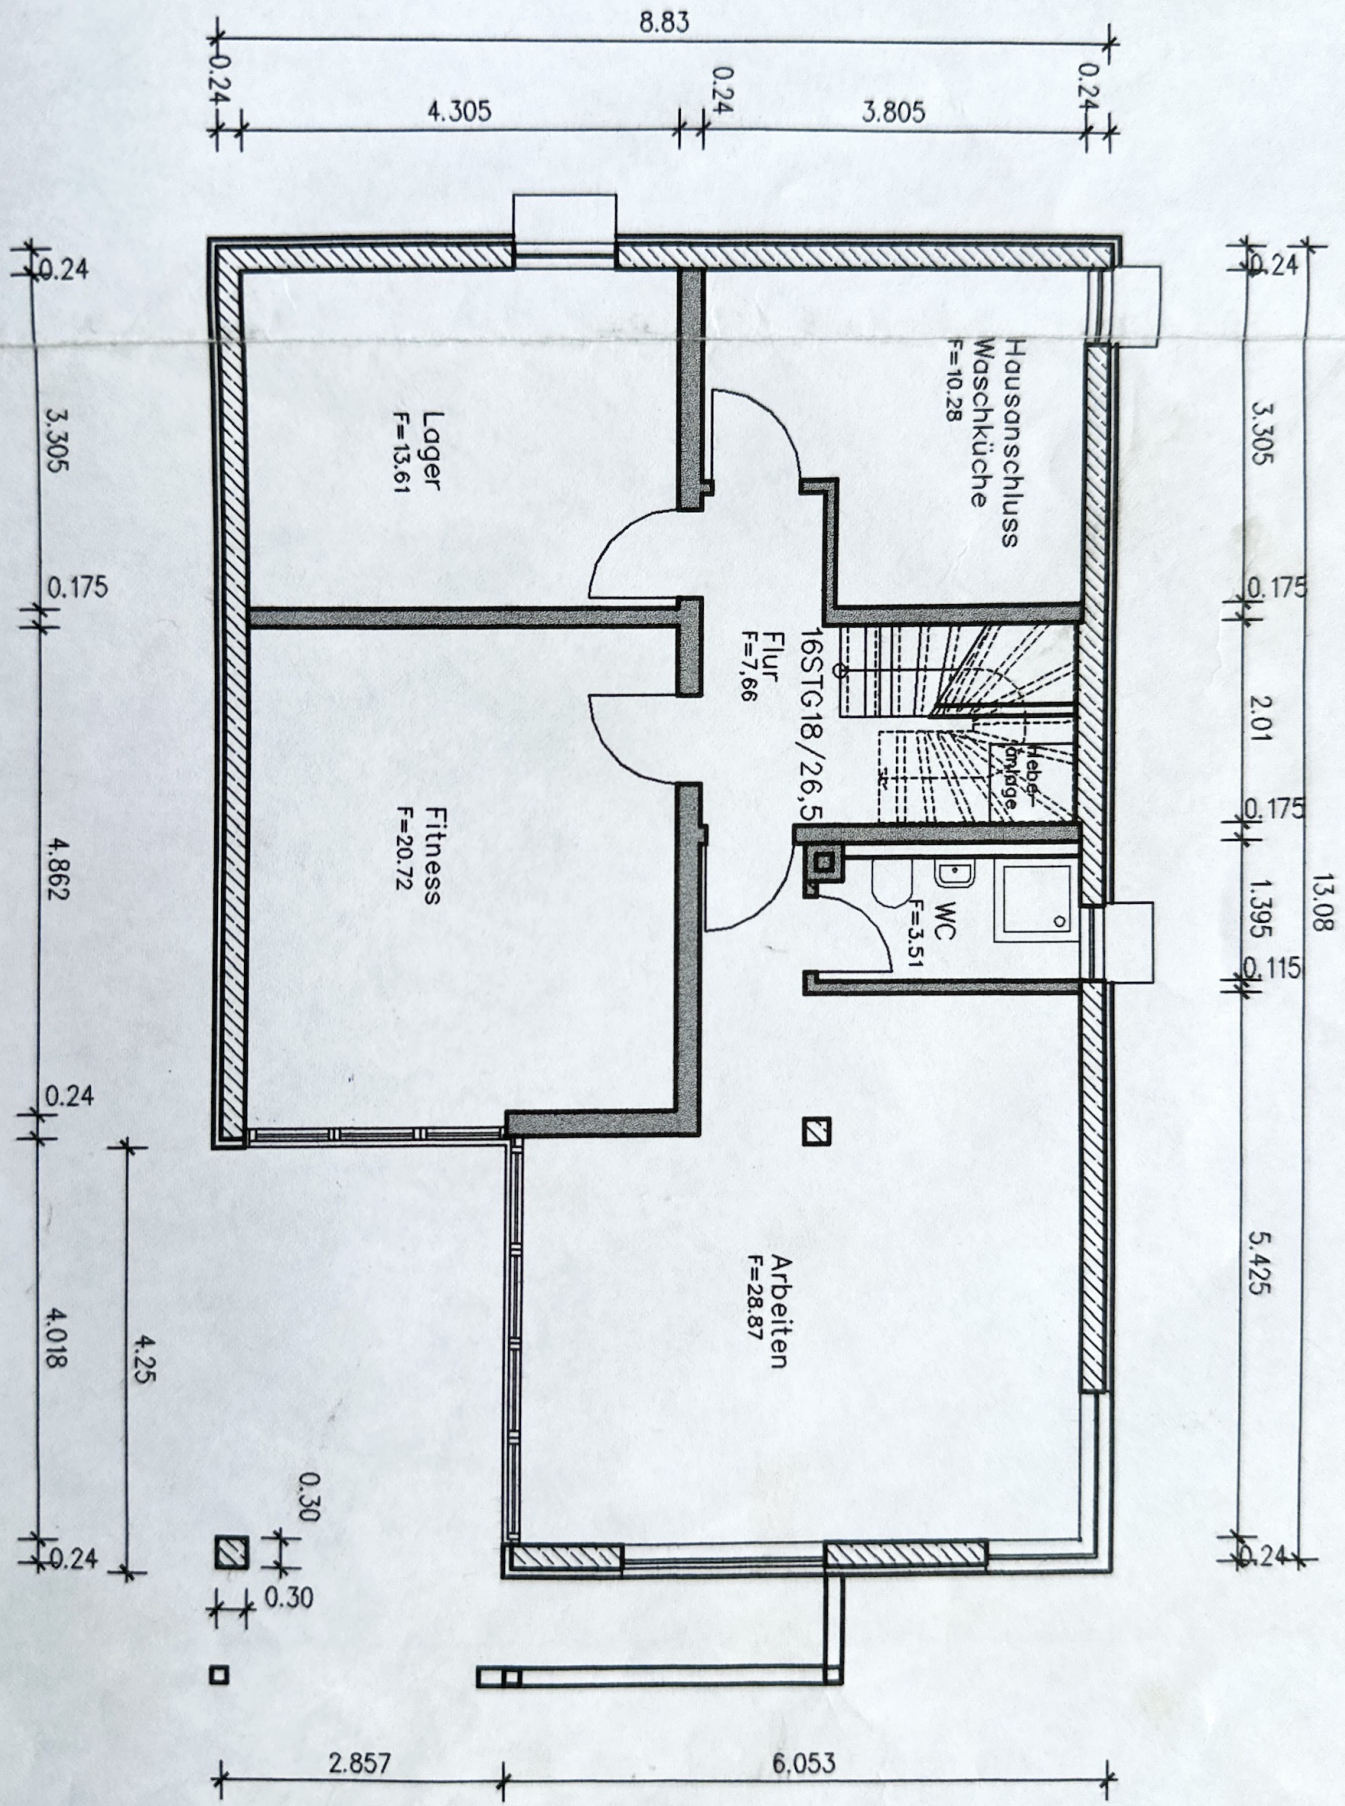 8.83
0.24
4.305
0.24
3.805
0.24
0.24
3.305
0.175
4.862
0.24
4.018
0.24
4.25
0.24
3.305
0.175
2.01
0.175
1.395
0.115
5.425
0.24
13.08
Hausanschluss
Waschküche
F=10.28
Lager
F=13.61
16STG18/26,5
Flur
F=7,66
Hebe-
anlage
WC
F=3.51
Fitness
F=20.72
Arbeiten
F=28.87
0.30
0.30
2.857
6.053